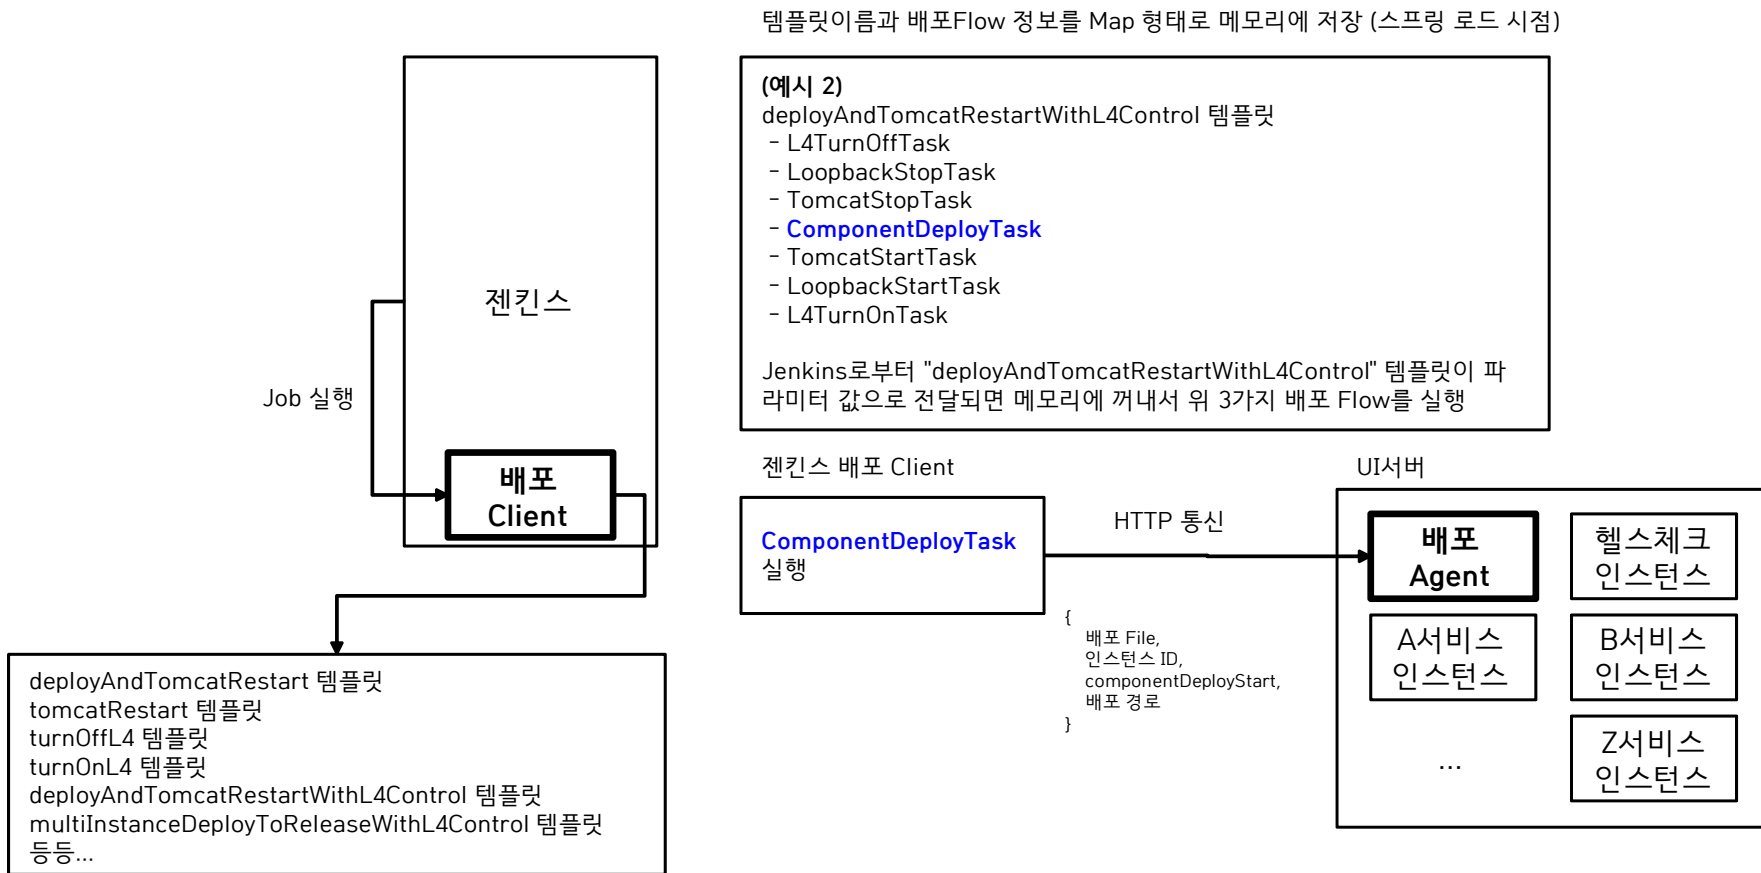 템플릿이름과 배포Flow 정보를 Map 형태로 메모리에 저장 (스프링 로드 시점)
(예시 2)
deployAndTomcatRestartWithL4Control 템플릿
- L4TurnOffTask
- LoopbackStopTask
- TomcatStopTask
- ComponentDeployTask
- TomcatStartTask
- LoopbackStartTask
- L4TurnOnTask
Jenkins로부터 "deployAndTomcatRestartWithL4Control" 템플릿이 파
라미터 값으로 전달되면 메모리에 꺼내서 위 3가지 배포 Flow를 실행
젠킨스
Job 실행
배포
Client
deployAndTomcatRestart 템플릿
tomcatRestart 템플릿
turnOffL4 템플릿
turnOnL4 템플릿
deployAndTomcatRestartWithL4Control 템플릿
multiInstanceDeployToReleaseWithL4Control 템플릿
등등...
젠킨스 배포 Client
ComponentDeployTask
실행
HTTP 통신
{
배포 File,
인스턴스 ID,
componentDeployStart,
배포 경로
}
UI서버
배포
Agent
헬스체크
인스턴스
A서비스
인스턴스
B서비스
인스턴스
...
Z서비스
인스턴스